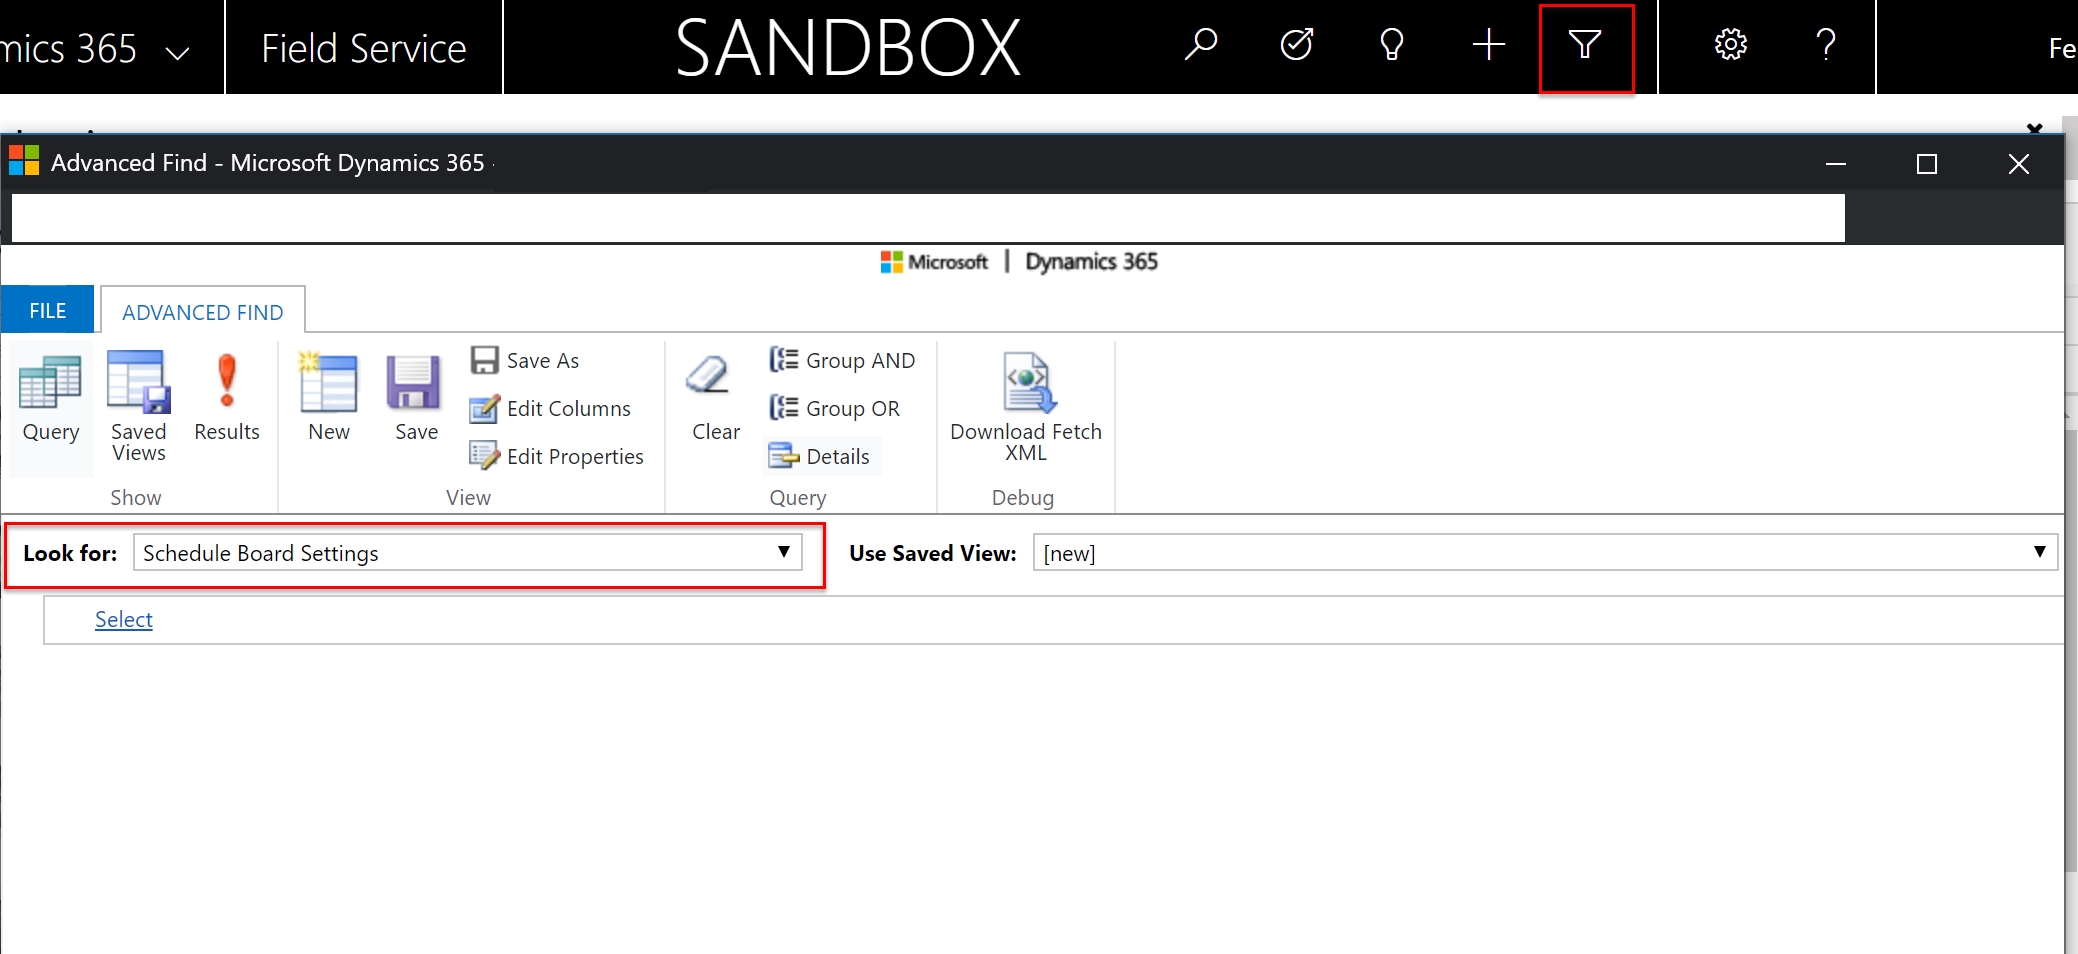 mics 365 Field Service SANDBOX Fe
Advanced Find - Microsoft Dynamics 365 -
Microsoft | Dynamics 365
FILE ADVANCED FIND
Query
Saved
Views
Results
Show
New
Save
Save As
Edit Columns
Edit Properties
View
Clear
Group AND
Group OR
Details
Query
Download Fetch
XML
Debug
Look for: Schedule Board Settings Use Saved View: [new]
Select